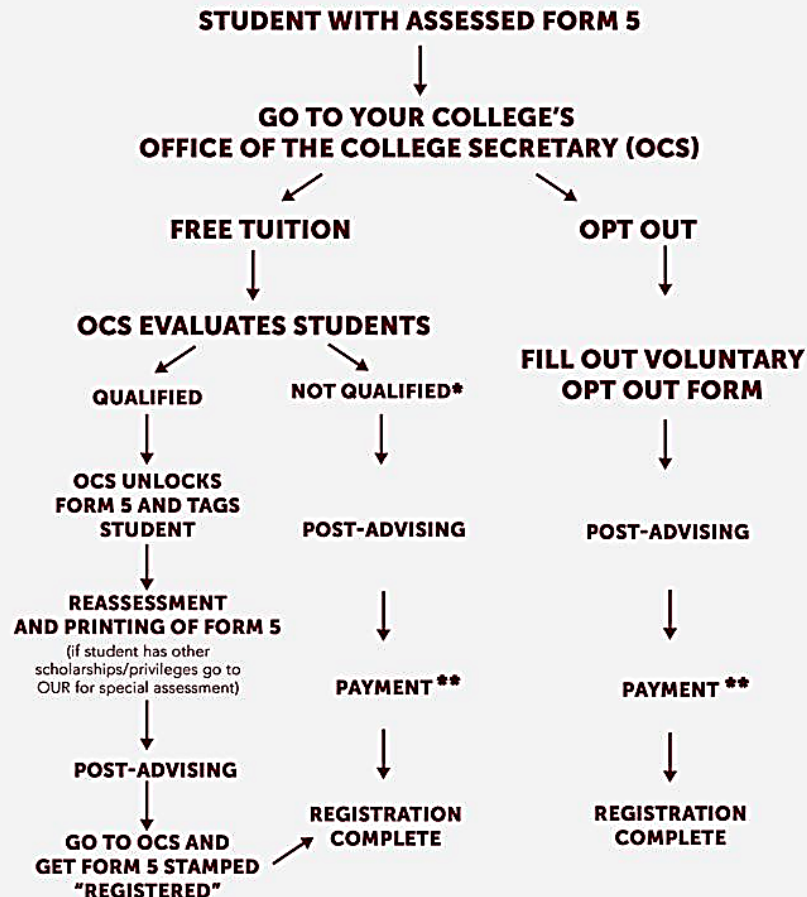 STUDENT WITH ASSESSED FORM 5
GO TO YOUR COLLEGE'S
OFFICE OF THE COLLEGE SECRETARY (OCS)
FREE TUITION
OPT OUT
OCS EVALUATES STUDENTS
FILL OUT VOLUNTARY
OPT OUT FORM
QUALIFIED
NOT QUALIFIED*
OCS UNLOCKS
FORM 5 AND TAGS
STUDENT
POST-ADVISING
POST-ADVISING
REASSESSMENT
AND PRINTING OF FORM 5
(if student has other
scholarships/privileges go to
OUR for special assessment)
PAYMENT**
PAYMENT **
POST-ADVISING
REGISTRATION
COMPLETE
REGISTRATION
COMPLETE
GO TO OCS AND
GET FORM 5 STAMPED
"REGISTERED"